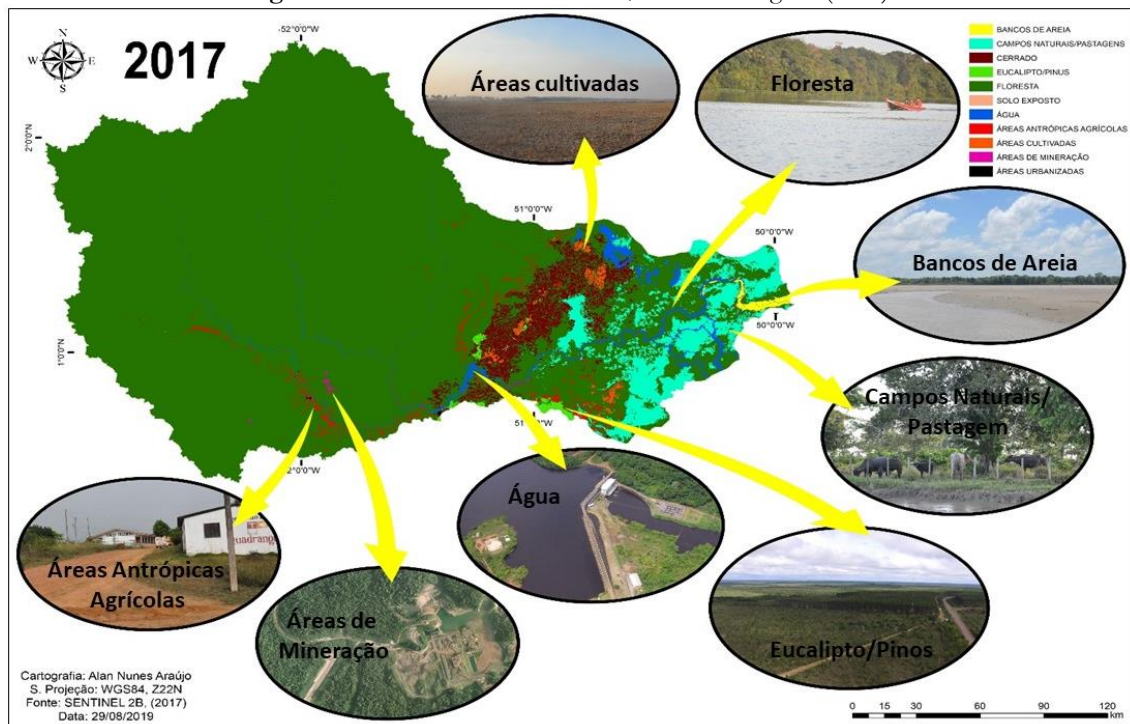 N
W E
S
2017
52°0'0"W
2°0'0"N
1°0'0"N
51°0'0"W
50°0'0"W
50°0'0"W
BANCOS DE AREIA
CAMPOS NATURAIS/PASTAGENS
CERRADO
EUCALIPTO/PINUS
FLORESTA
SOLO EXPOSTO
ÁGUA
ÁREAS ANTRÓPICAS AGRÍCOLAS
ÁREAS CULTIVADAS
ÁREAS DE MINERAÇÃO
ÁREAS URBANIZADAS
Áreas cultivadas
Floresta
Bancos de Areia
Campos Naturais/
Pastagem
Água
Áreas Antrópicas
Agrícolas
Áreas de
Mineração
Eucalipto/Pinos
Cartografia: Alan Nunes Araújo
S. Projeção: WGS84, Z22N
Fonte: SENTINEL 2B, (2017)
Data: 29/08/2019
0 15 30 60 90 120
km